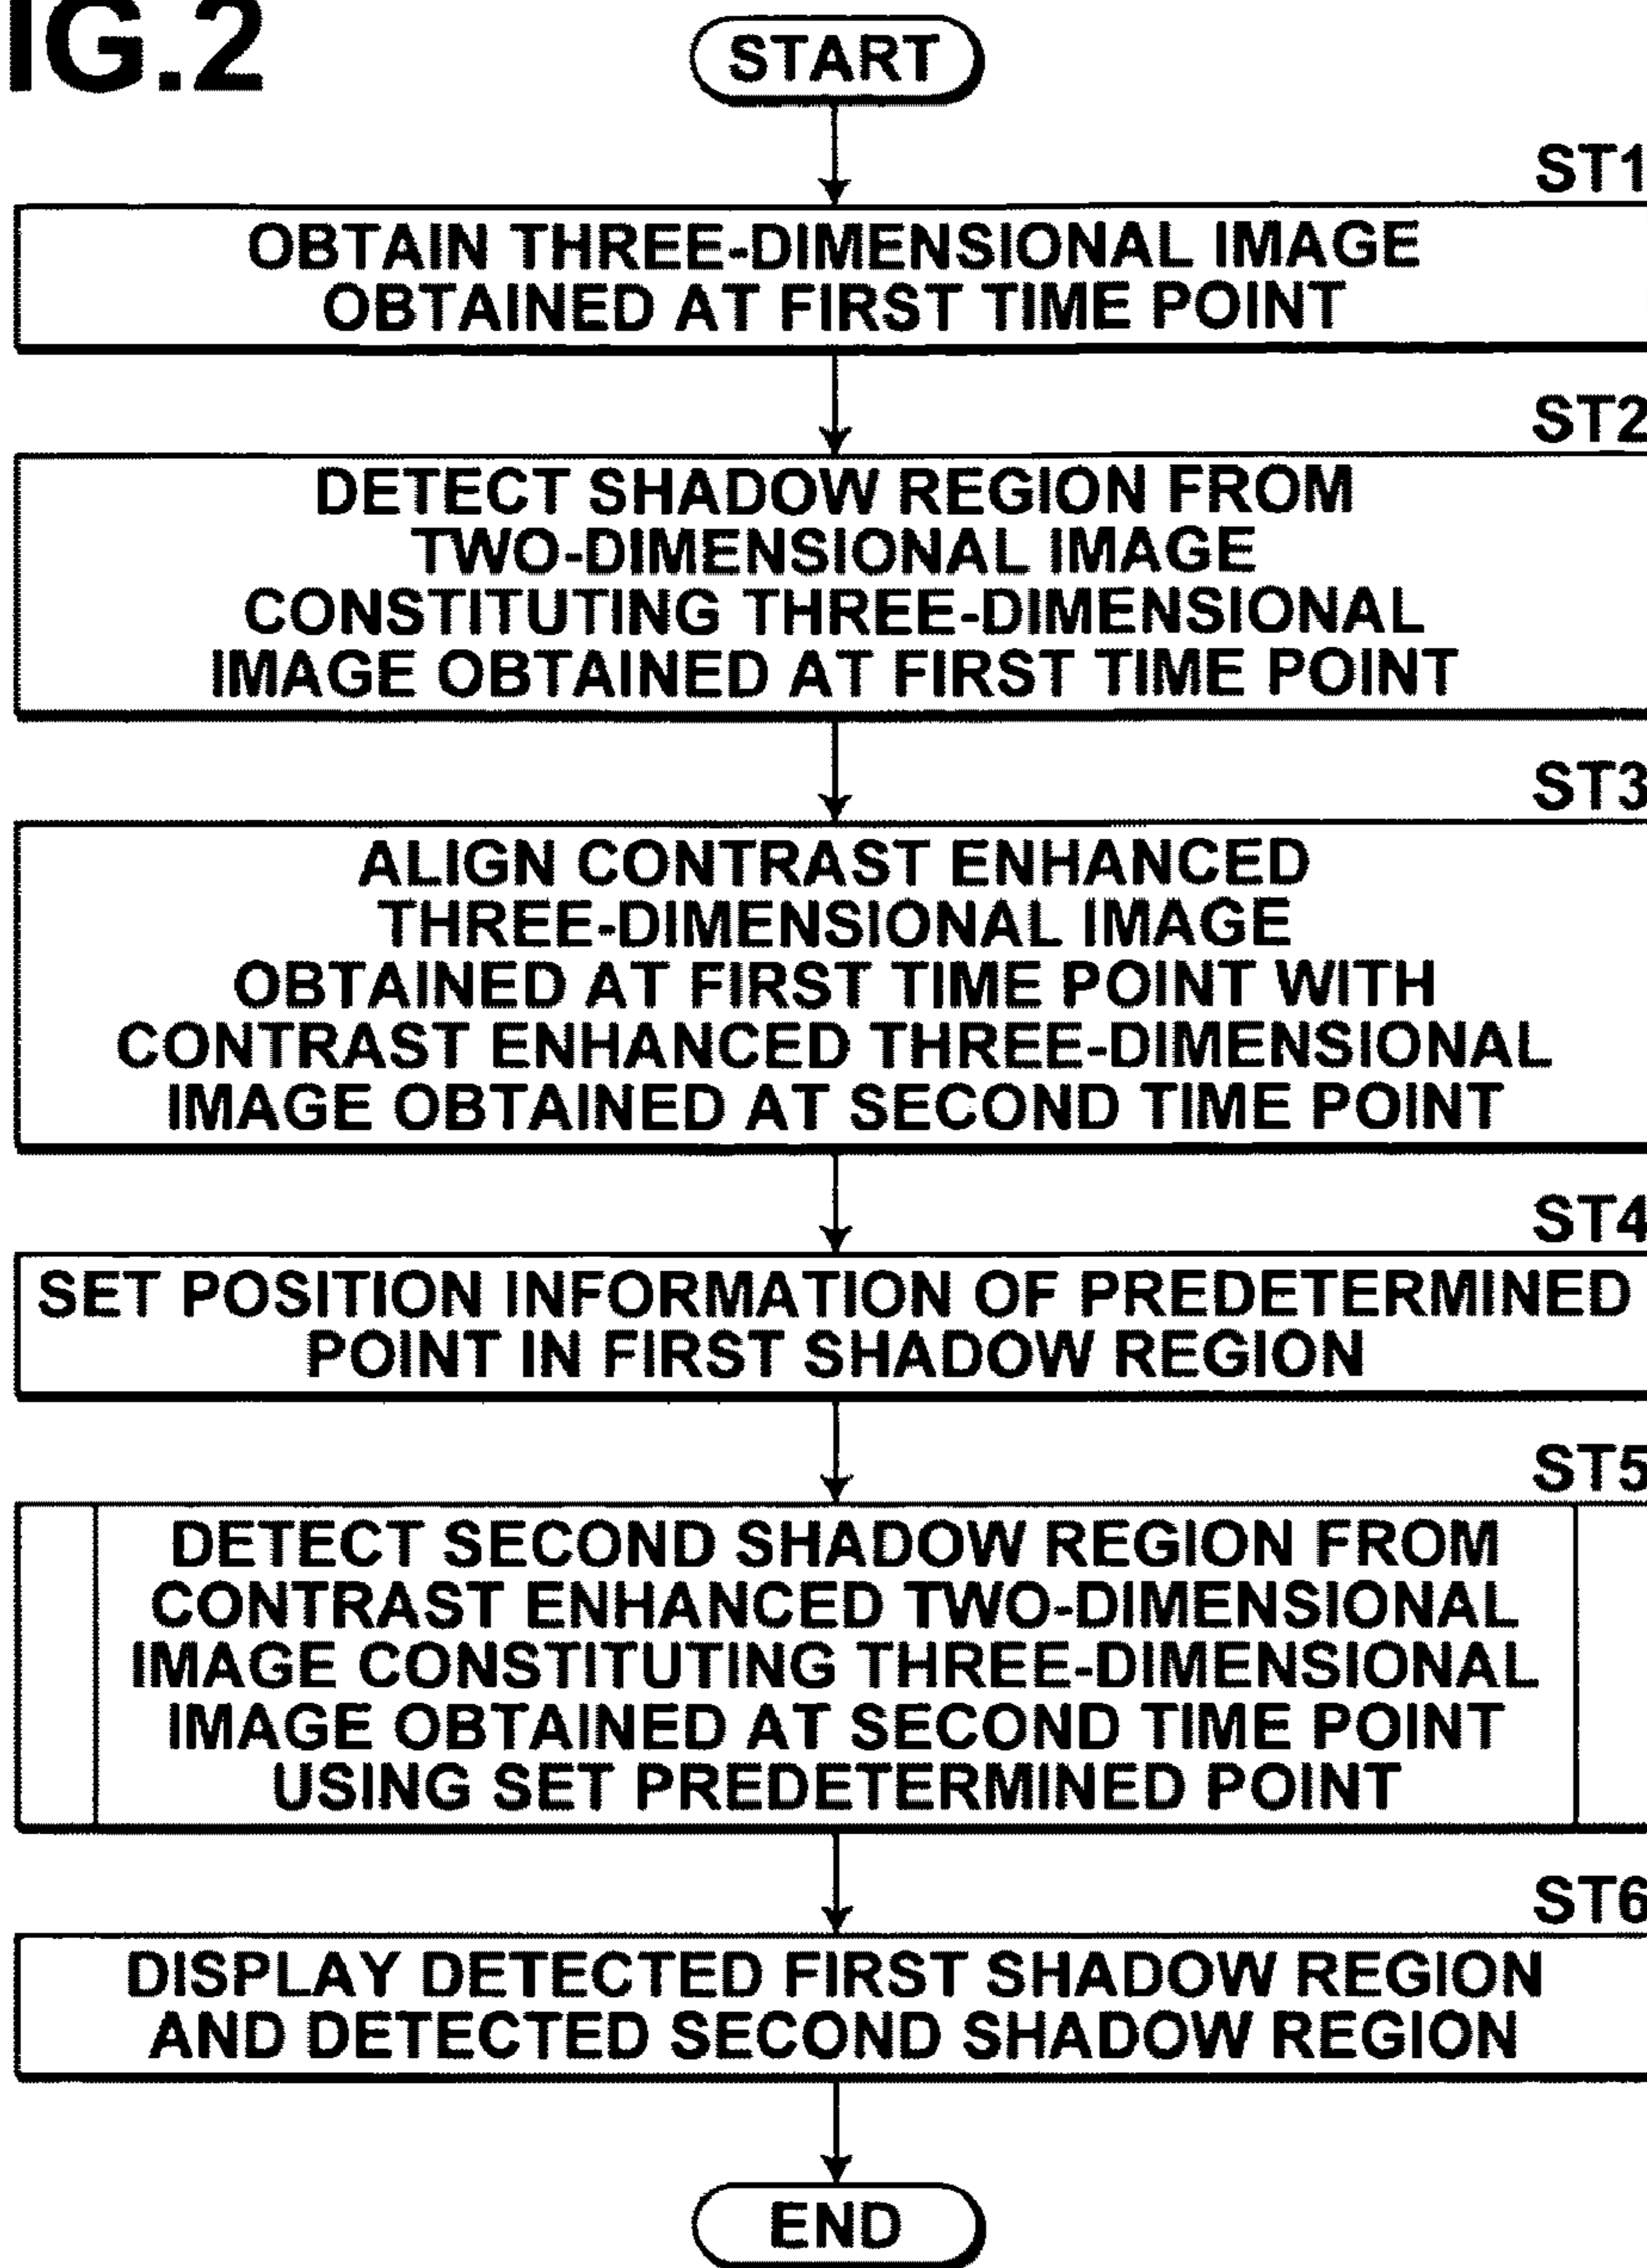 IG.2
START
ST1
OBTAIN THREE-DIMENSIONAL IMAGE
OBTAINED AT FIRST TIME POINT
ST2
DETECT SHADOW REGION FROM
TWO-DIMENSIONAL IMAGE
CONSTITUTING THREE-DIMENSIONAL
IMAGE OBTAINED AT FIRST TIME POINT
ST3
ALIGN CONTRAST ENHANCED
THREE-DIMENSIONAL IMAGE
OBTAINED AT FIRST TIME POINT WITH
CONTRAST ENHANCED THREE-DIMENSIONAL
IMAGE OBTAINED AT SECOND TIME POINT
ST4
SET POSITION INFORMATION OF PREDETERMINED
POINT IN FIRST SHADOW REGION
ST5
DETECT SECOND SHADOW REGION FROM
CONTRAST ENHANCED TWO-DIMENSIONAL
IMAGE CONSTITUTING THREE-DIMENSIONAL
IMAGE OBTAINED AT SECOND TIME POINT
USING SET PREDETERMINED POINT
ST6
DISPLAY DETECTED FIRST SHADOW REGION
AND DETECTED SECOND SHADOW REGION
END